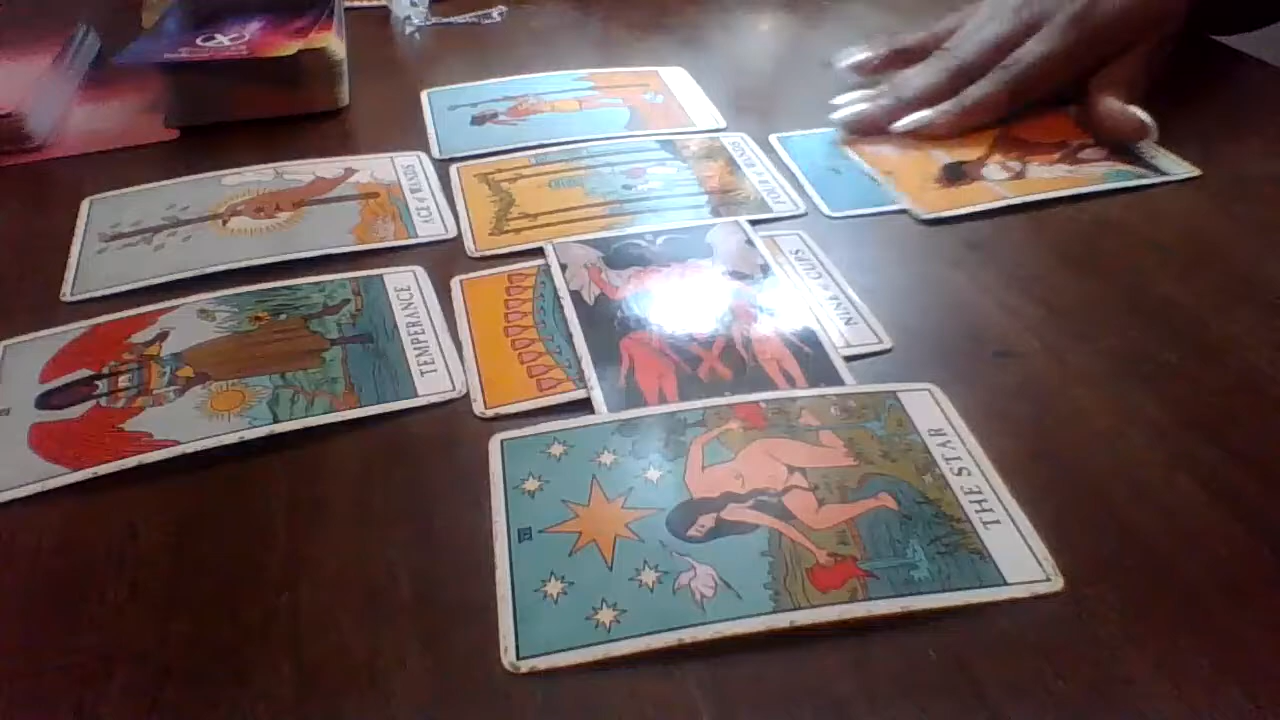 ACE of WANDS
FOUR of WANDS
NINE of CUPS
TEMPERANCE
THE STAR